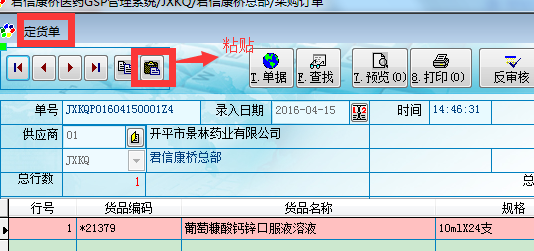 君信康桥医药GSP管理系统/JXKQ/君信康桥总部/采购订单
定货单
粘贴
T.单据 F.查找 7.预览(0) 8.打印(0) 反审核
单号 JXKQPO1604150001Z4 录入日期 2016-04-15 时间 14:46:31
供应商 01 开平市景林药业有限公司
JXKQ 君信康桥总部
总行数 1 总
行号 货品编码 货品名称 规格
1 *21379 葡萄糠酸钙锌口服液溶液 10mlX24支